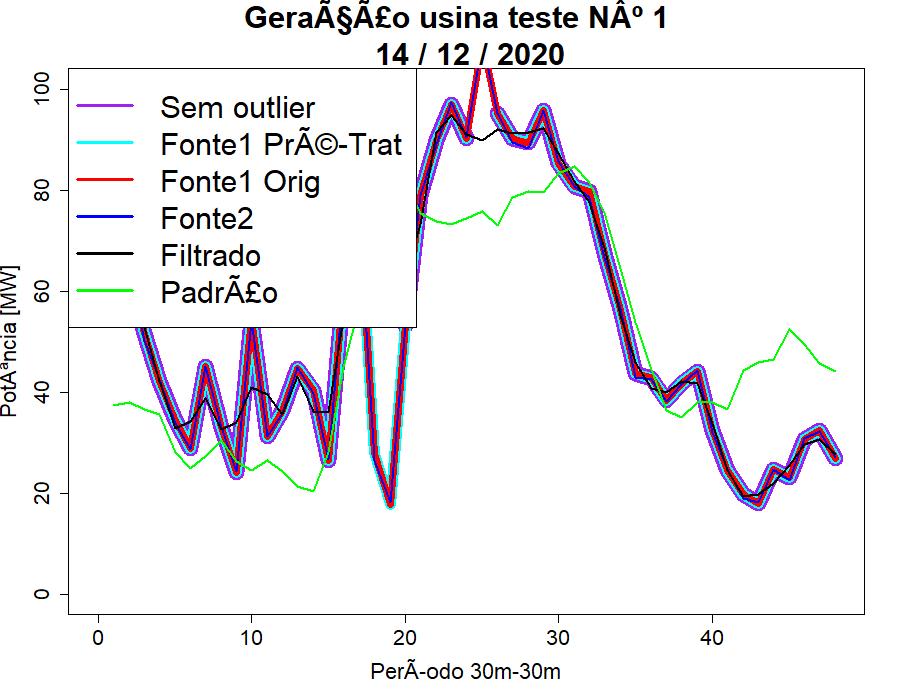 GeraÃ§Ã£o usina teste NÂº 1
14 / 12 / 2020
PotÃªncia [MW]
100
80
60
40
20
0
Sem outlier
Fonte1 PrÃ©-Trat
Fonte1 Orig
Fonte2
Filtrado
PadrÃ£o
0 10 20 30 40
PerÃ-odo 30m-30m